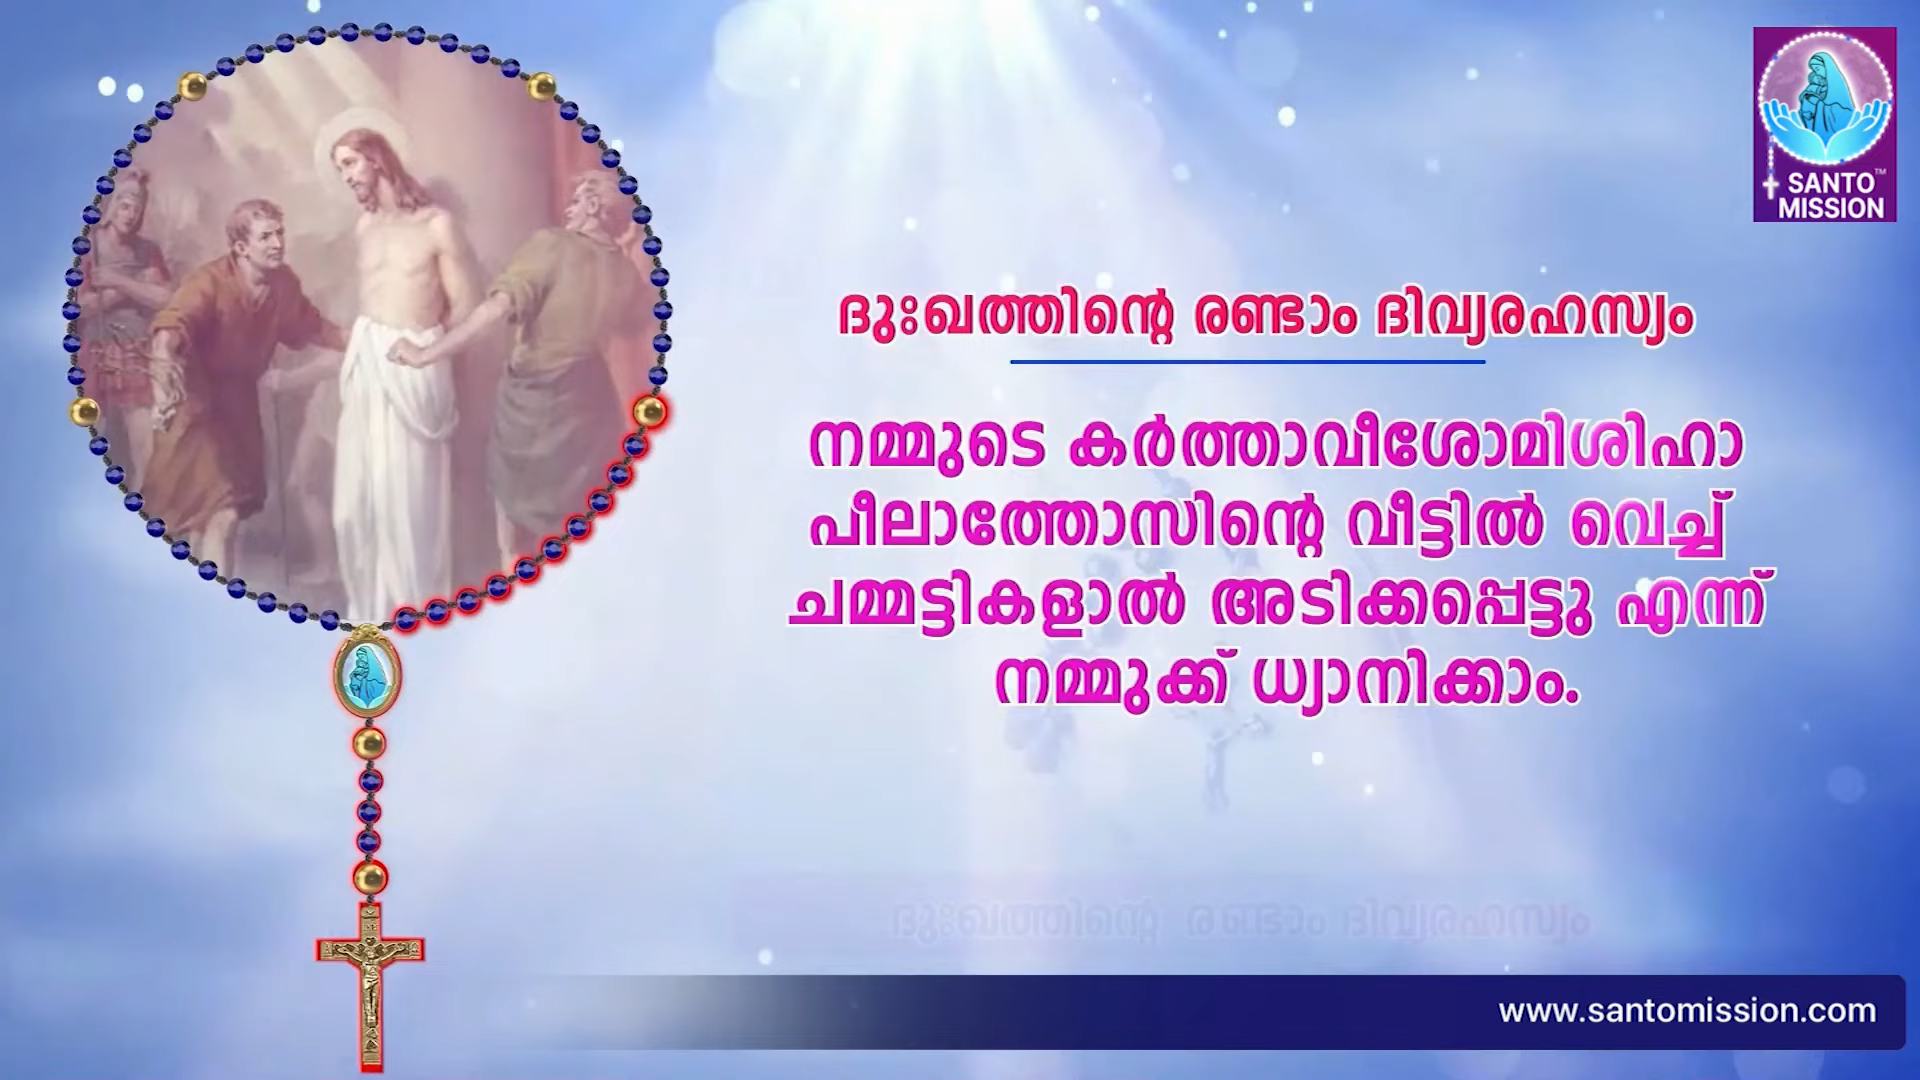 SANTO™
MISSION
ദുഃഖത്തിന്റെ രണ്ടാം ദിവ്യരഹസ്യം
നമ്മുടെ കർത്താവീശോമിശിഹാ
പീലാത്തോസിന്റെ വീട്ടിൽ വെച്ച്
ചമ്മട്ടികളാൽ അടിക്കപ്പെട്ടു എന്ന്
നമ്മുക്ക് ധ്യാനിക്കാം.
ദുഃഖത്തിന്റെ രണ്ടാം ദിവ്യരഹസ്യം
www.santomission.com